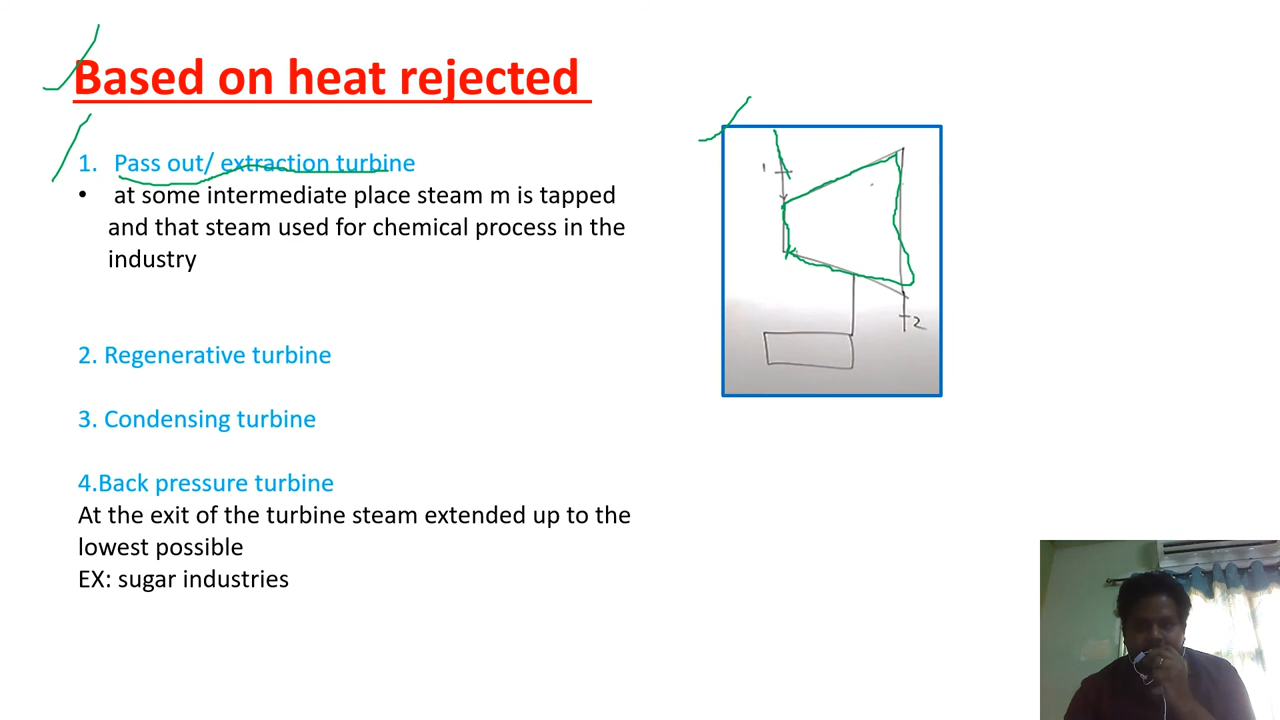 Based on heat rejected
1. Pass out/ extraction turbine
• at some intermediate place steam m is tapped
and that steam used for chemical process in the
industry
2. Regenerative turbine
3. Condensing turbine
4.Back pressure turbine
At the exit of the turbine steam extended up to the
lowest possible
EX: sugar industries
1
2